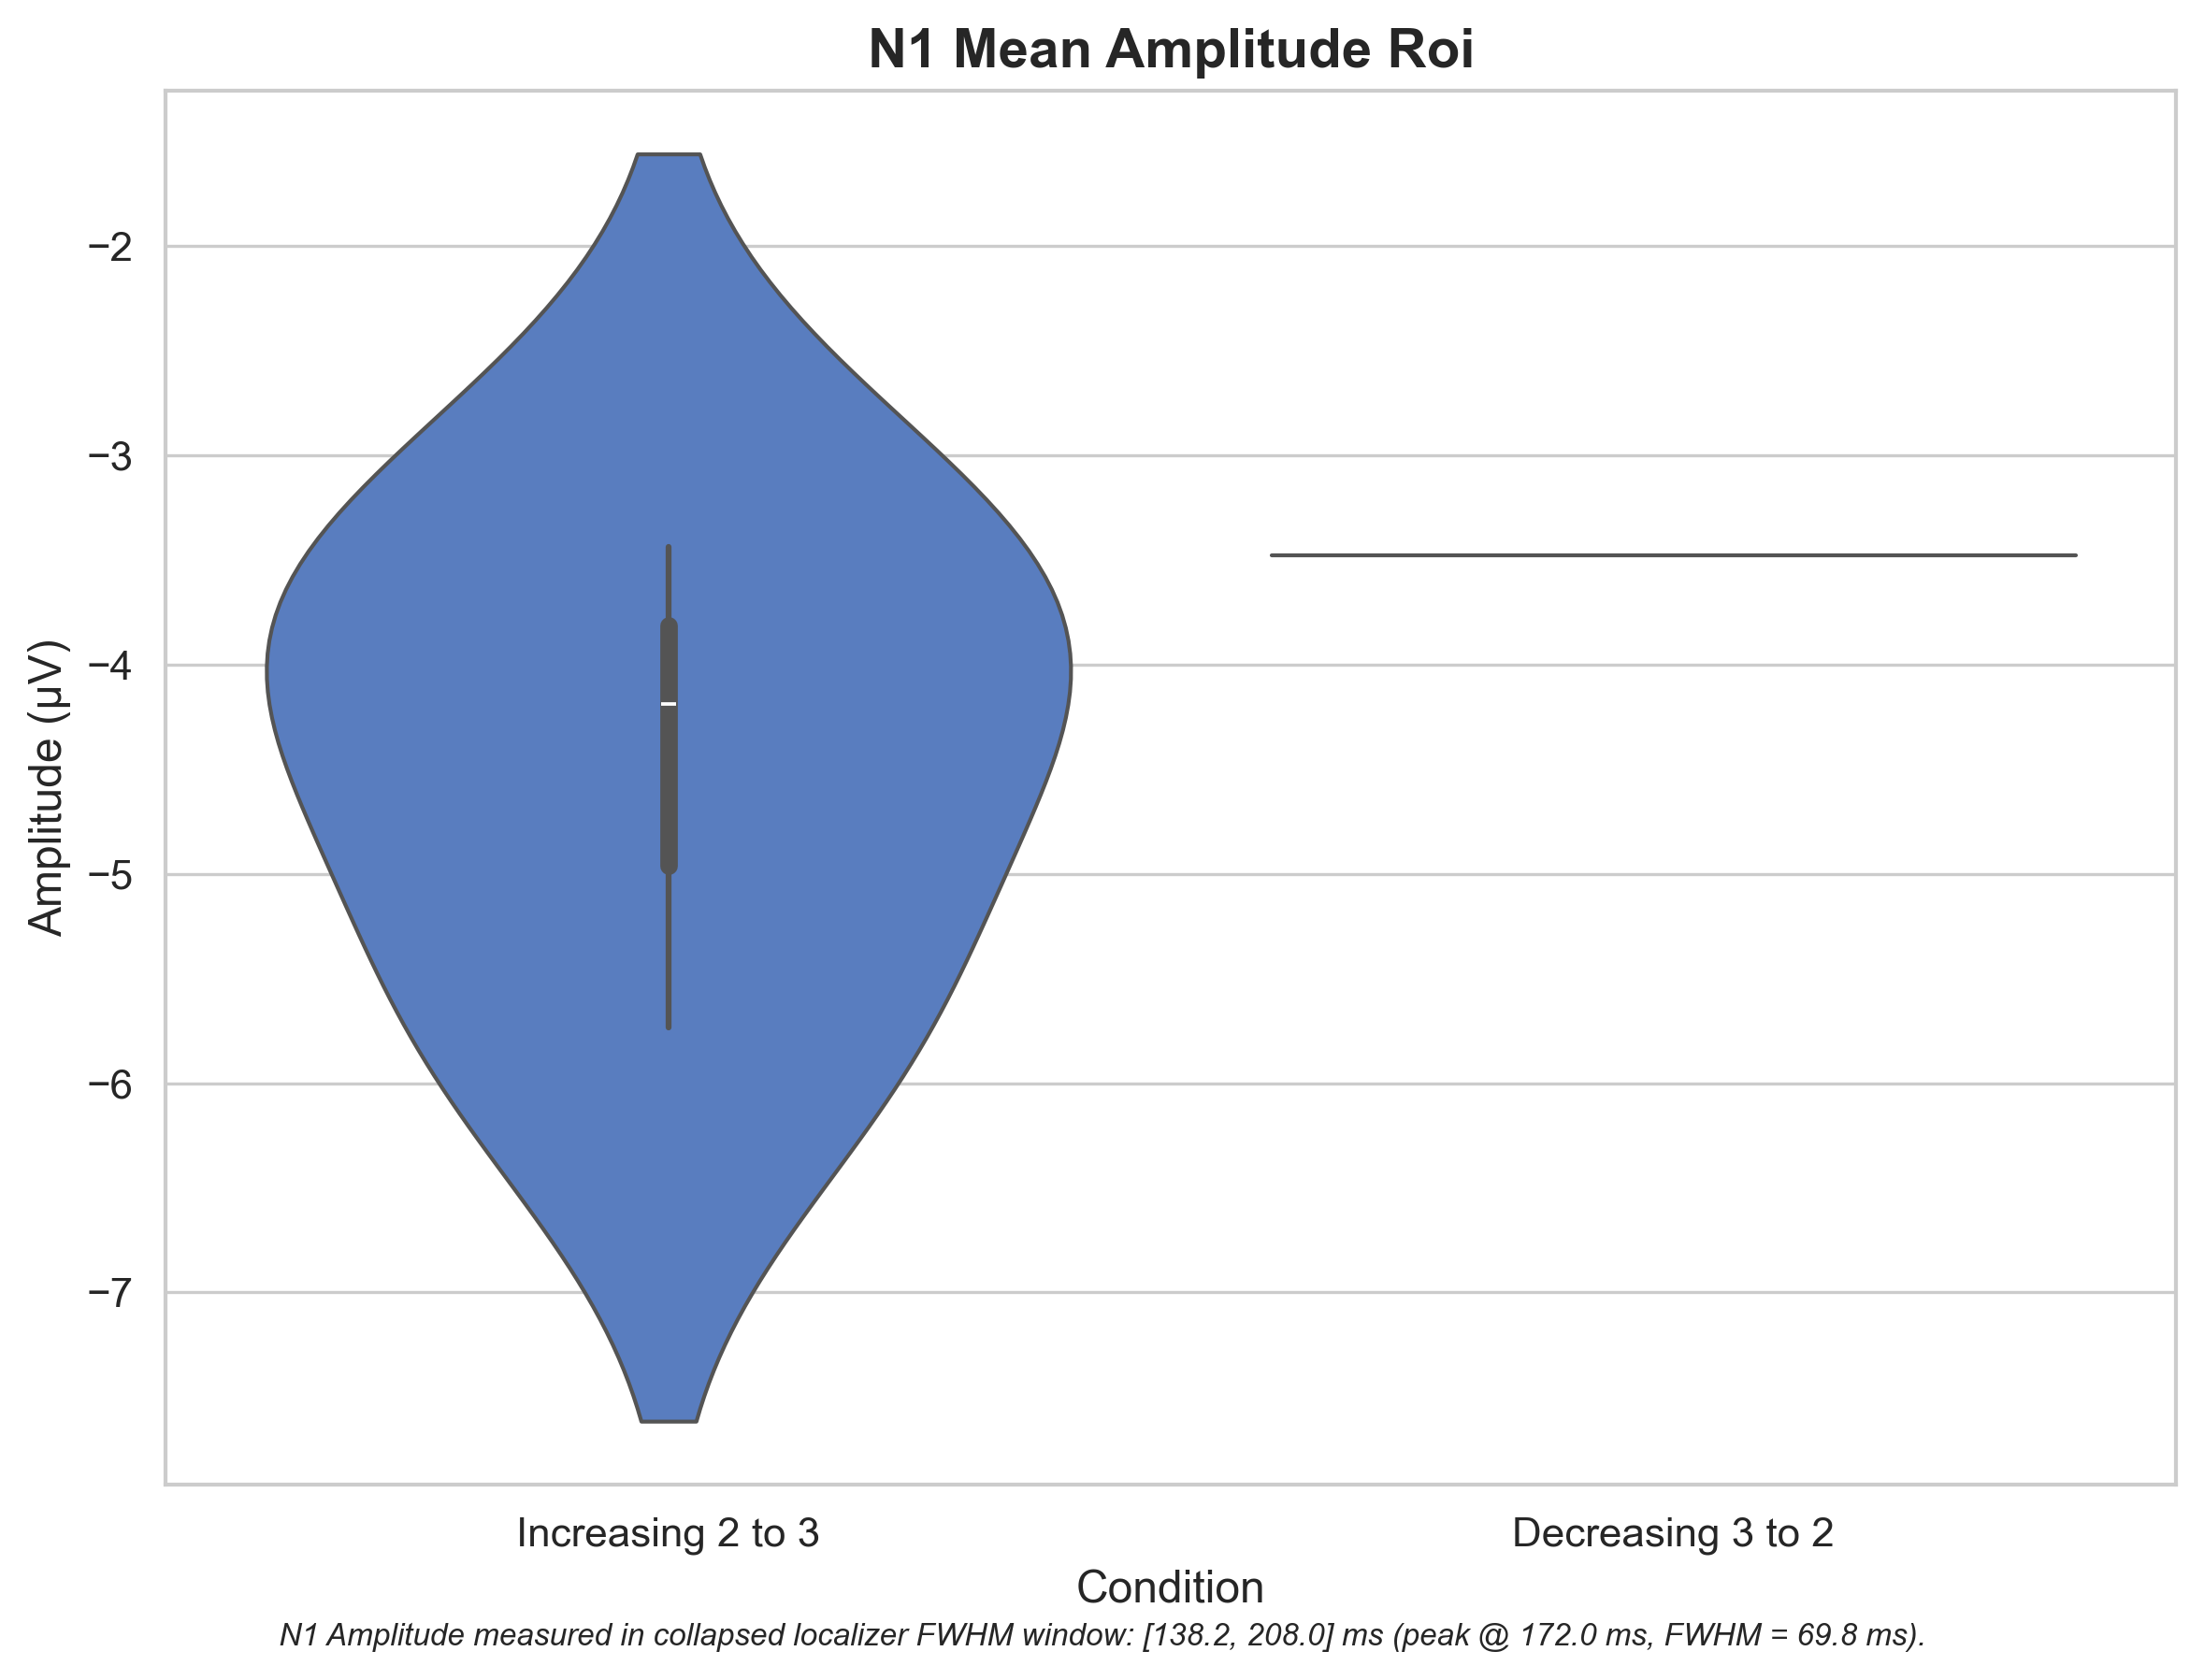 N1 Mean Amplitude Roi
Amplitude (µV)
−2
−3
−4
−5
−6
−7
Increasing 2 to 3
Decreasing 3 to 2
Condition
N1 Amplitude measured in collapsed localizer FWHM window: [138.2, 208.0] ms (peak @ 172.0 ms, FWHM = 69.8 ms).